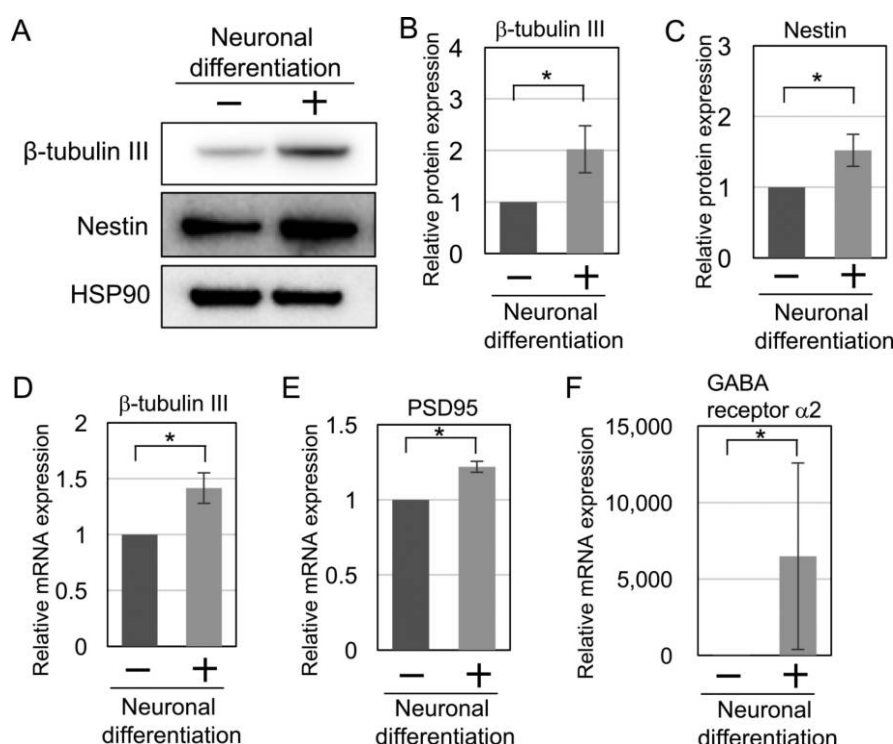 A
Neuronal
differentiation
− +
β-tubulin III
Nestin
HSP90
B
β-tubulin III
Relative protein expression
4
3
2
1
0
*
− +
Neuronal
differentiation
C
Nestin
Relative protein expression
3
2
1
0
*
− +
Neuronal
differentiation
D
β-tubulin III
Relative mRNA expression
2
1.5
1
0.5
0
*
− +
Neuronal
differentiation
E
PSD95
Relative mRNA expression
1.5
1
0.5
0
*
− +
Neuronal
differentiation
F
GABA
receptor α2
Relative mRNA expression
15,000
10,000
5,000
0
*
− +
Neuronal
differentiation